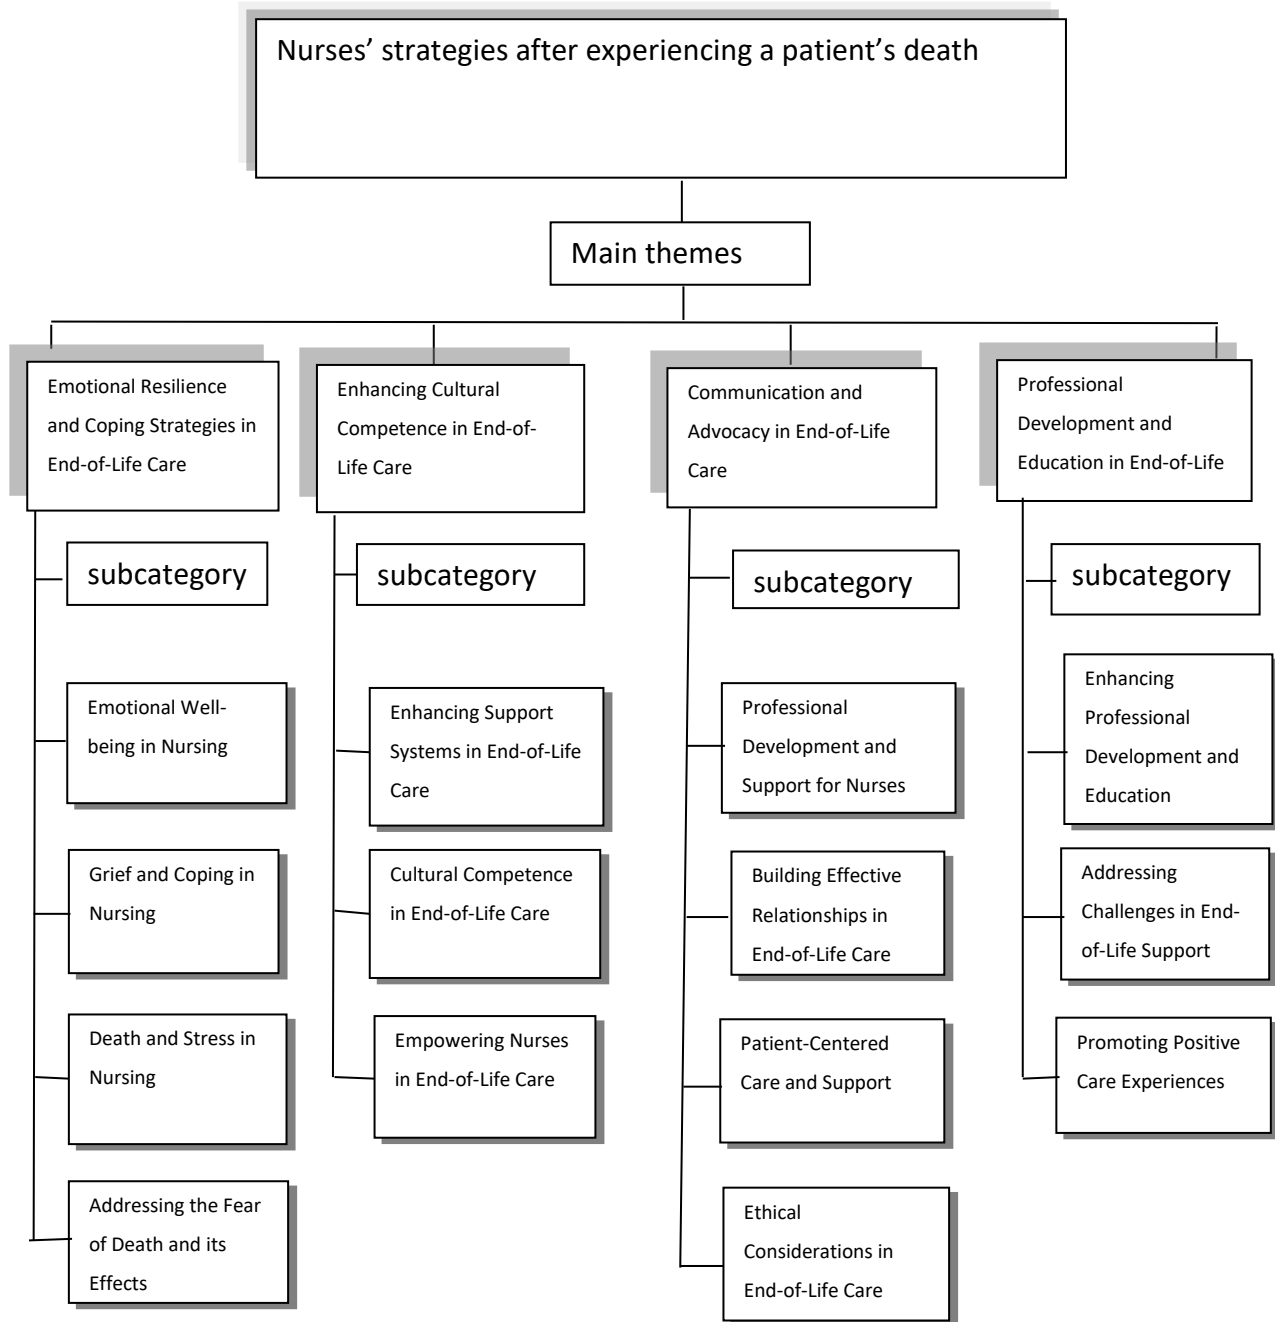 Nurses’ strategies after experiencing a patient’s death
Main themes
Emotional Resilience
and Coping Strategies in
End-of-Life Care
subcategory
Emotional Well-
being in Nursing
Grief and Coping in
Nursing
Death and Stress in
Nursing
Addressing the Fear
of Death and its
Effects
Enhancing Cultural
Competence in End-of-
Life Care
subcategory
Enhancing Support
Systems in End-of-Life
Care
Cultural Competence
in End-of-Life Care
Empowering Nurses
in End-of-Life Care
Communication and
Advocacy in End-of-Life
Care
subcategory
Professional
Development and
Support for Nurses
Building Effective
Relationships in
End-of-Life Care
Patient-Centered
Care and Support
Ethical
Considerations in
End-of-Life Care
Professional
Development and
Education in End-of-Life
subcategory
Enhancing
Professional
Development and
Education
Addressing
Challenges in End-
of-Life Support
Promoting Positive
Care Experiences